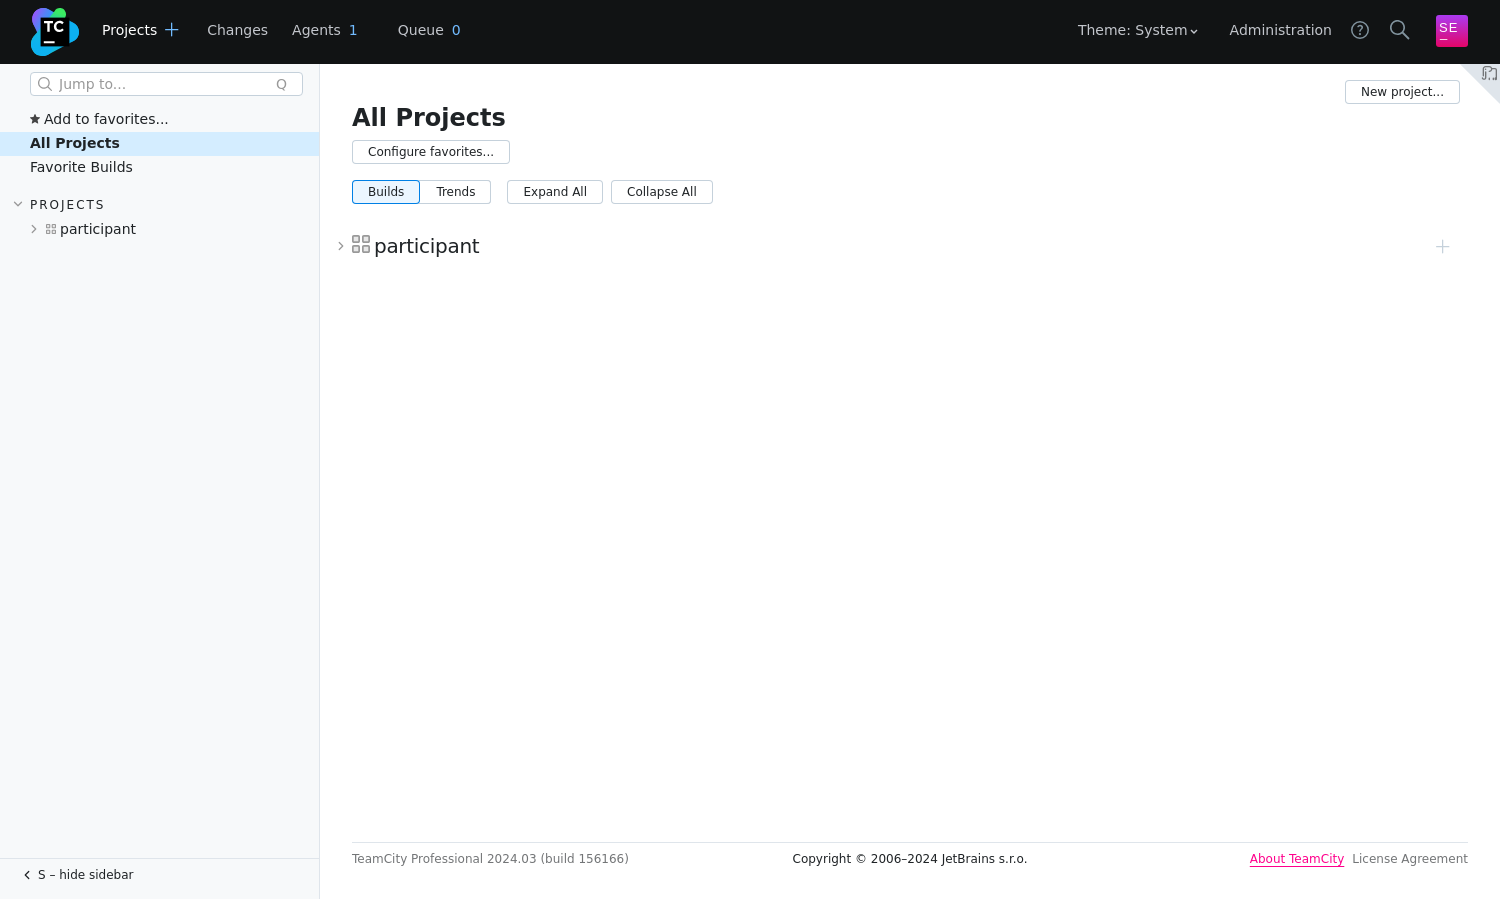 TC
Projects
Changes
Agents 1
Queue 0
Theme: System
Administration
?
SE
Jump to...
Q
Add to favorites...
All Projects
Favorite Builds
PROJECTS
participant
S – hide sidebar
New project...
All Projects
Configure favorites...
Builds
Trends
Expand All
Collapse All
participant
TeamCity Professional 2024.03 (build 156166)
Copyright © 2006–2024 JetBrains s.r.o.
About TeamCity
License Agreement